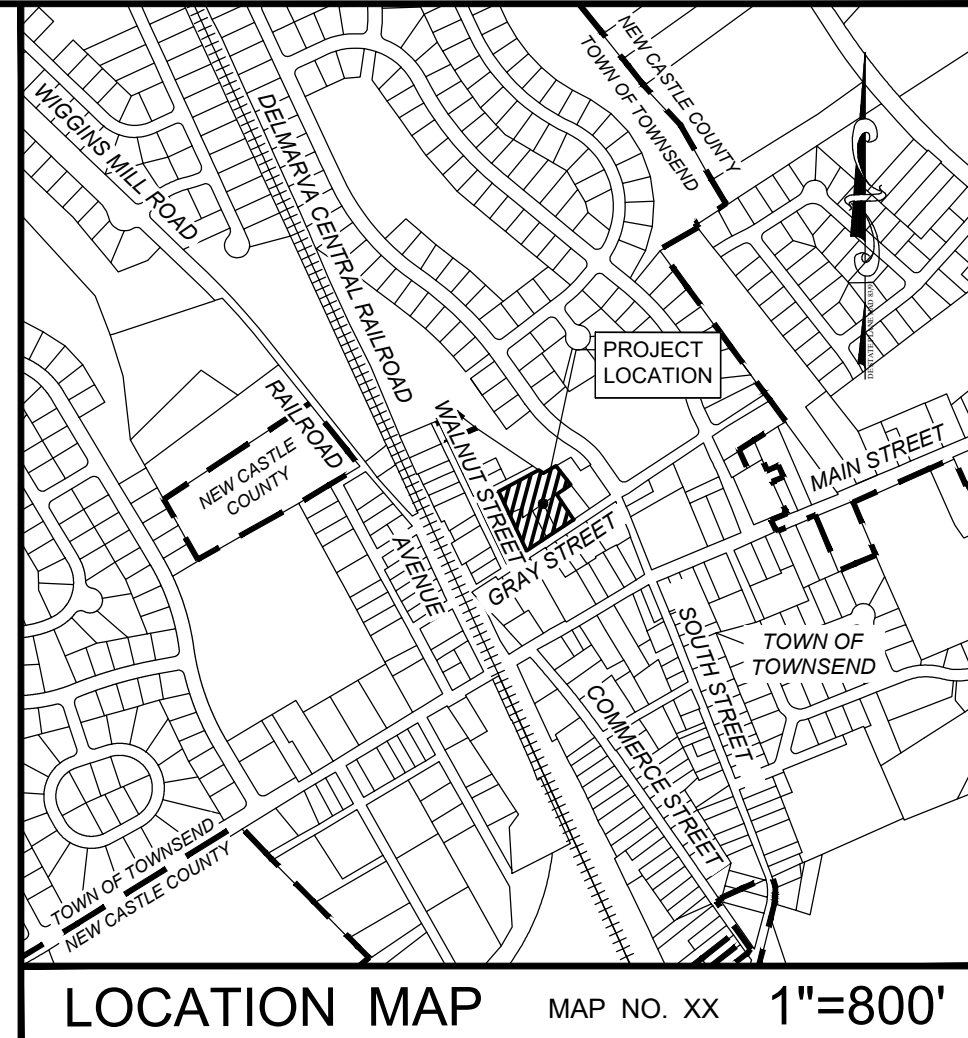 NEW CASTLE COUNTY
TOWN OF TOWNSEND
WIGGINS MILL ROAD
DELMARVA CENTRAL RAILROAD
PROJECT
LOCATION
RAILROAD
AVENUE
NEW CASTLE
COUNTY
WALNUT STREET
GRAY STREET
MAIN STREET
SOUTH STREET
TOWN OF
TOWNSEND
COMMERCE STREET
TOWN OF TOWNSEND
NEW CASTLE COUNTY
LOCATION MAP
MAP NO. XX
1"=800'